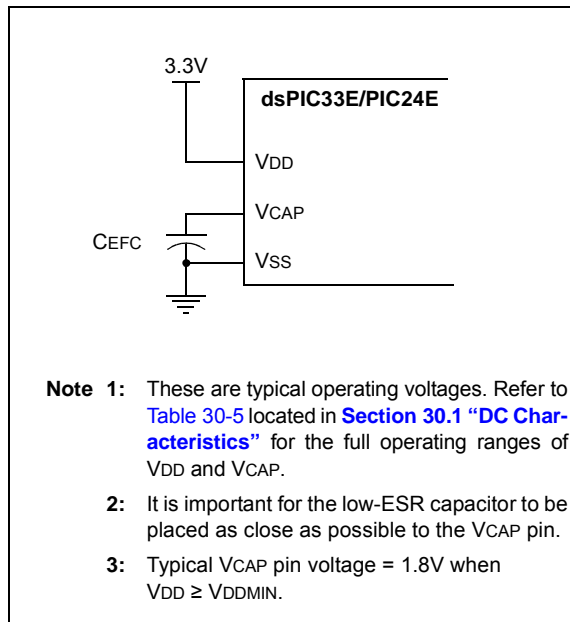 3.3V
dsPIC33E/PIC24E
VDD
VCAP
CEFC
VSS
Note 1: These are typical operating voltages. Refer to
Table 30-5 located in Section 30.1 “DC Char-
acteristics” for the full operating ranges of
VDD and VCAP.
2: It is important for the low-ESR capacitor to be
placed as close as possible to the VCAP pin.
3: Typical VCAP pin voltage = 1.8V when
VDD ≥ VDDMIN.